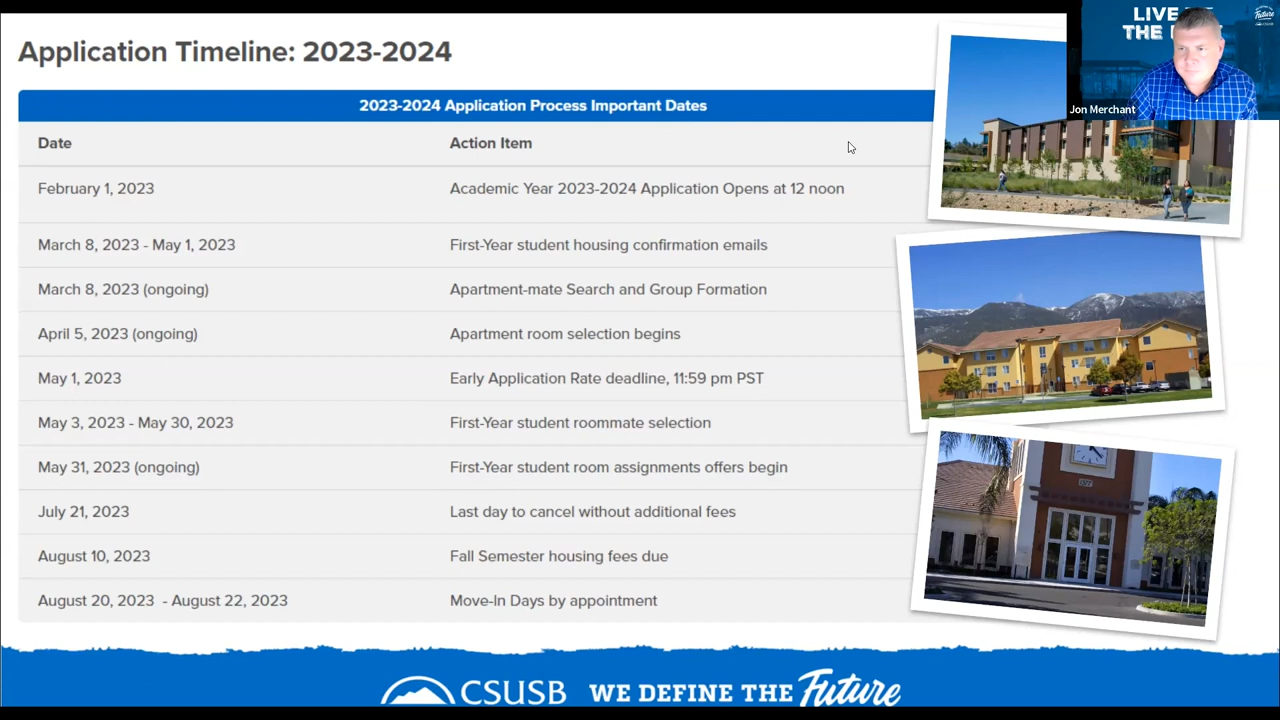 Application Timeline: 2023-2024
2023-2024 Application Process Important Dates
Date Action Item
February 1, 2023 Academic Year 2023-2024 Application Opens at 12 noon
March 8, 2023 - May 1, 2023 First-Year student housing confirmation emails
March 8, 2023 (ongoing) Apartment-mate Search and Group Formation
April 5, 2023 (ongoing) Apartment room selection begins
May 1, 2023 Early Application Rate deadline, 11:59 pm PST
May 3, 2023 - May 30, 2023 First-Year student roommate selection
May 31, 2023 (ongoing) First-Year student room assignments offers begin
July 21, 2023 Last day to cancel without additional fees
August 10, 2023 Fall Semester housing fees due
August 20, 2023 - August 22, 2023 Move-In Days by appointment
LIVE
THE
Future
Jon Merchant
CSUSB WE DEFINE THE Future